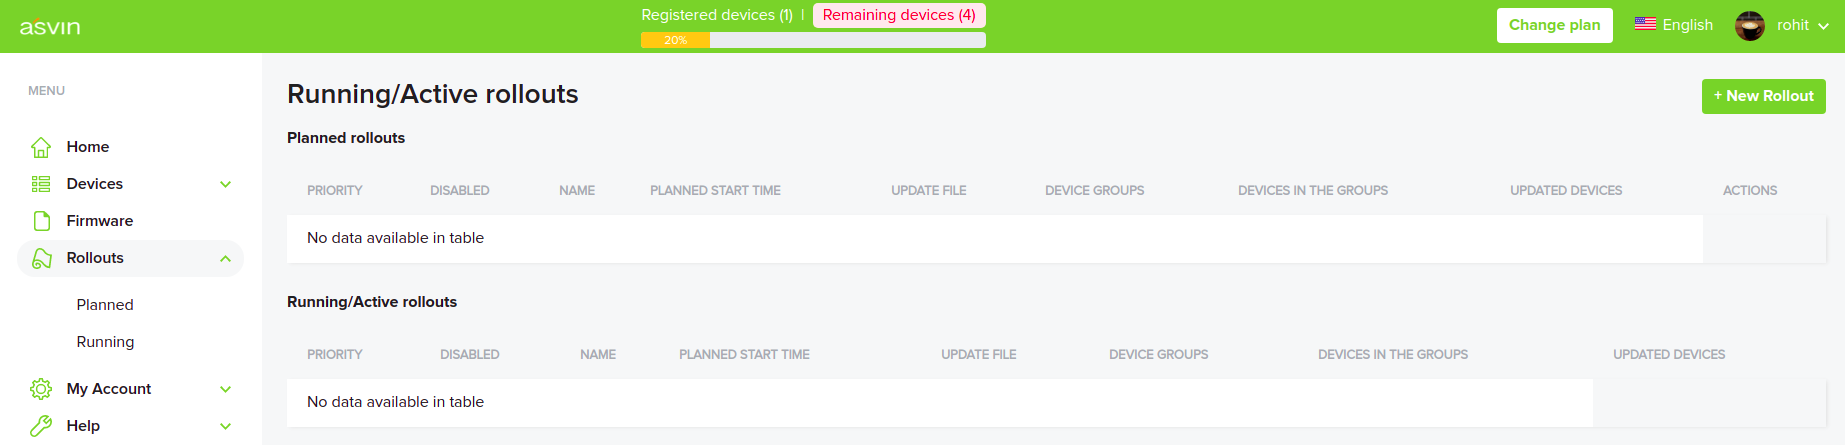 asvin
Registered devices (1) | Remaining devices (4)
20%
Change plan
English
rohit
MENU
Home
Devices
Firmware
Rollouts
Planned
Running
My Account
Help
Running/Active rollouts
+ New Rollout
Planned rollouts
PRIORITY DISABLED NAME PLANNED START TIME UPDATE FILE DEVICE GROUPS DEVICES IN THE GROUPS UPDATED DEVICES ACTIONS
No data available in table
Running/Active rollouts
PRIORITY DISABLED NAME PLANNED START TIME UPDATE FILE DEVICE GROUPS DEVICES IN THE GROUPS UPDATED DEVICES
No data available in table